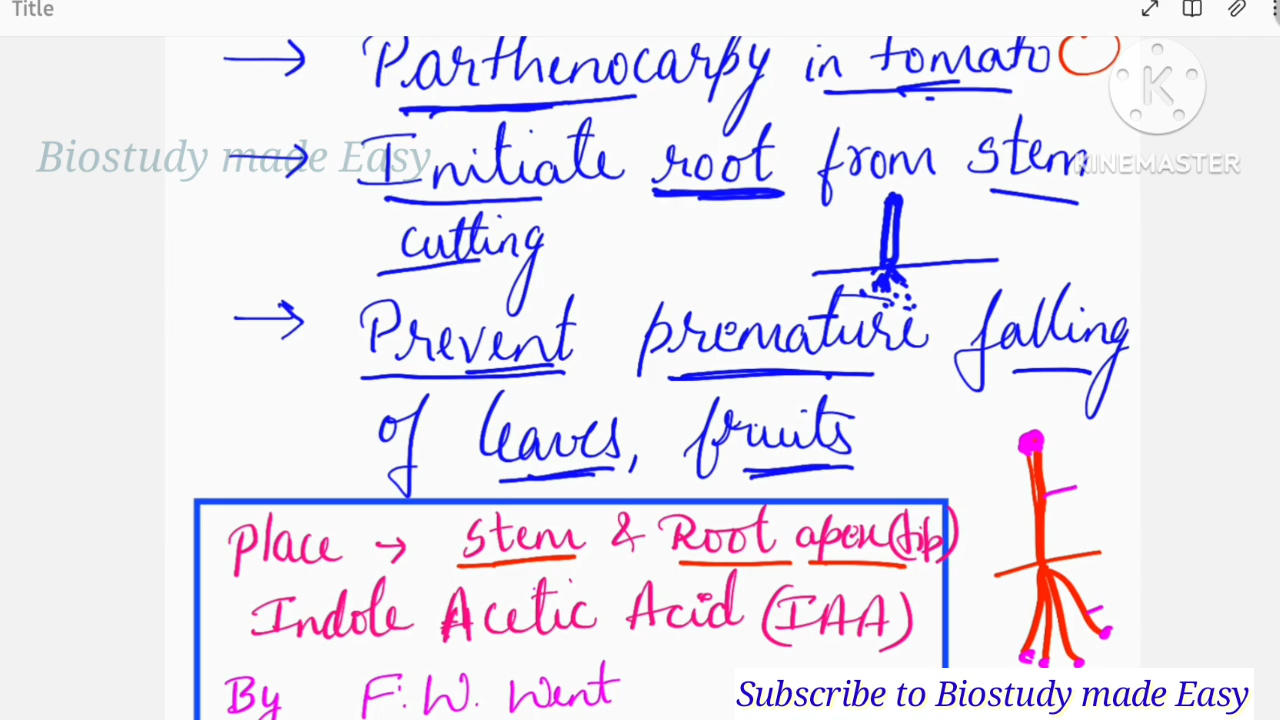 Title
→ Parthenocarpy in tomato
KINEMASTER
Biostudy made Easy
→ Initiate root from stem
cutting
→ Prevent premature falling
of leaves, fruits
Place → Stem & Root apex (tip)
Indole Acetic Acid (IAA)
By F. W. Went
Subscribe to Biostudy made Easy